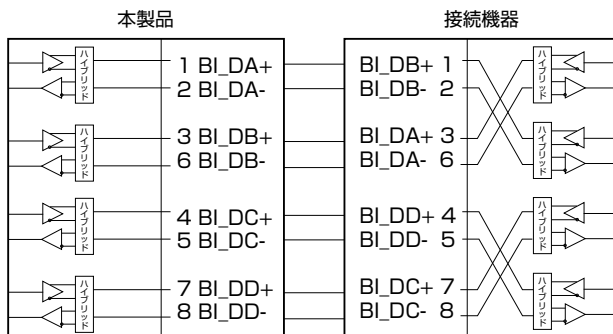 本製品 接続機器
ハイブリッド 1 BI_DA+ BI_DB+ 1 ハイブリッド
2 BI_DA- BI_DB- 2
ハイブリッド 3 BI_DB+ BI_DA+ 3 ハイブリッド
6 BI_DB- BI_DA- 6
ハイブリッド 4 BI_DC+ BI_DD+ 4 ハイブリッド
5 BI_DC- BI_DD- 5
ハイブリッド 7 BI_DD+ BI_DC+ 7 ハイブリッド
8 BI_DD- BI_DC- 8